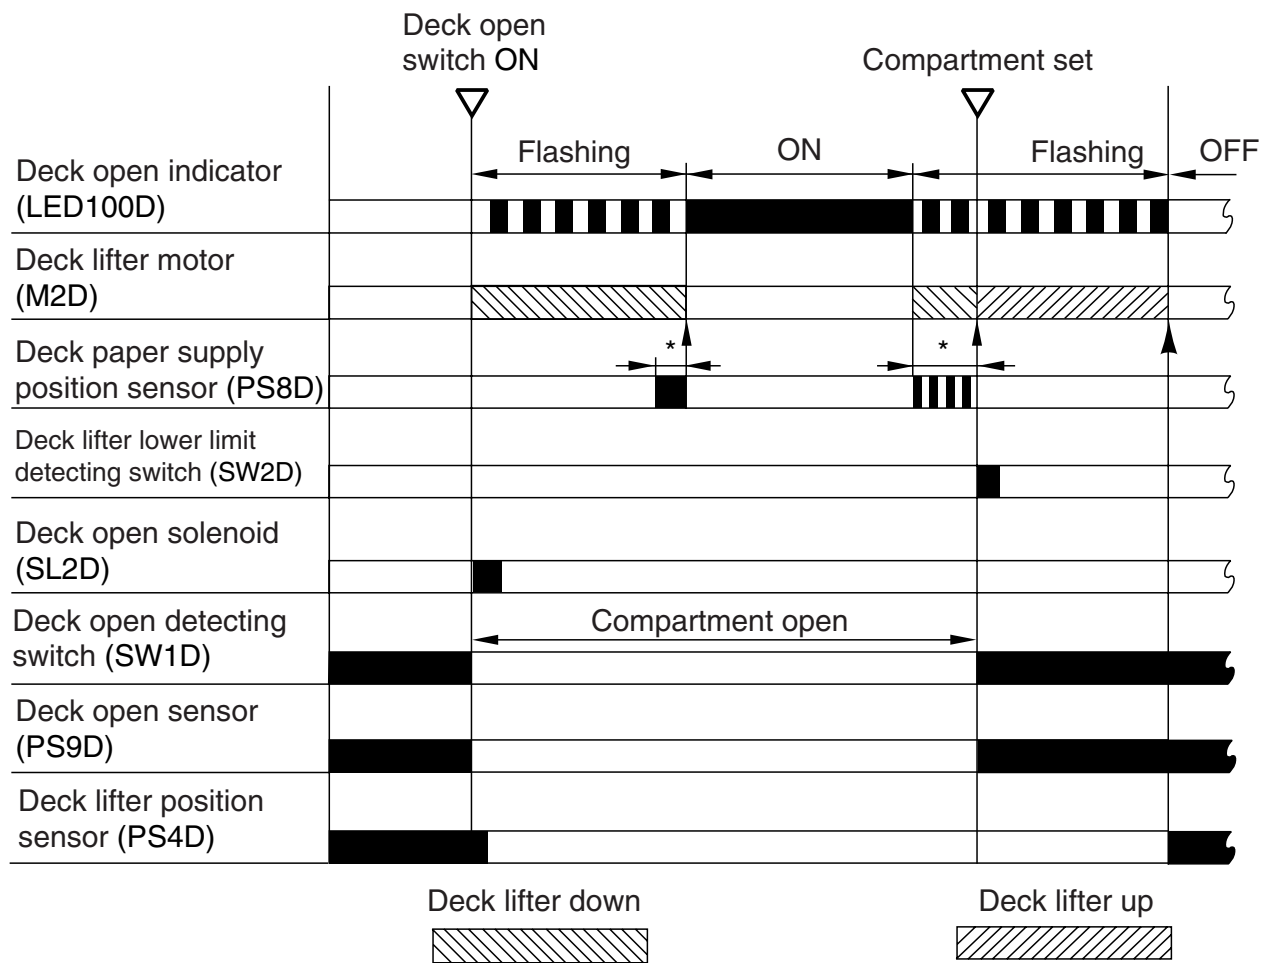 Deck open
switch ON
Compartment set
Flashing
ON
Flashing
OFF
Deck open indicator
(LED100D)
Deck lifter motor
(M2D)
Deck paper supply
position sensor (PS8D)
*
*
Deck lifter lower limit
detecting switch (SW2D)
Deck open solenoid
(SL2D)
Deck open detecting
switch (SW1D)
Compartment open
Deck open sensor
(PS9D)
Deck lifter position
sensor (PS4D)
Deck lifter down
Deck lifter up